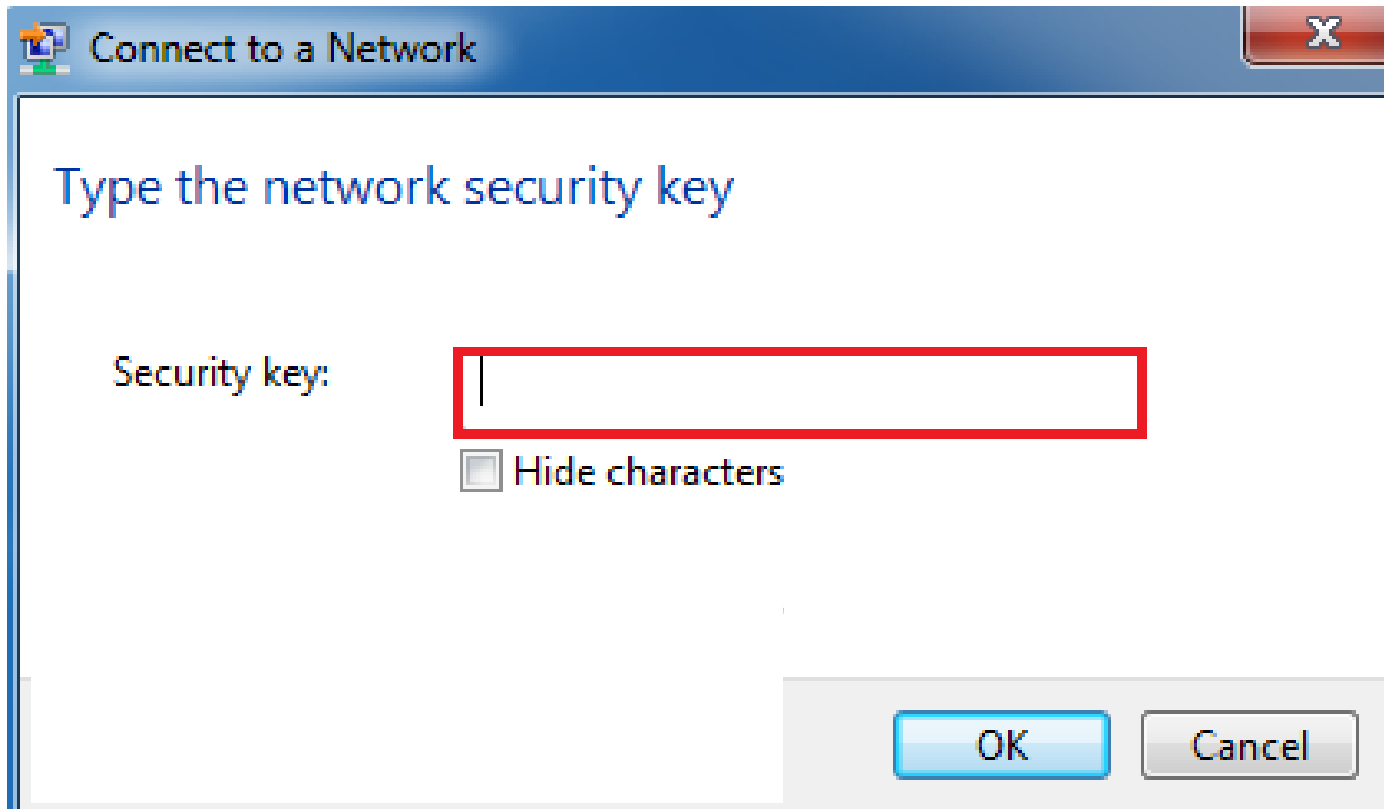 Connect to a Network
Type the network security key
Security key:
Hide characters
OK Cancel